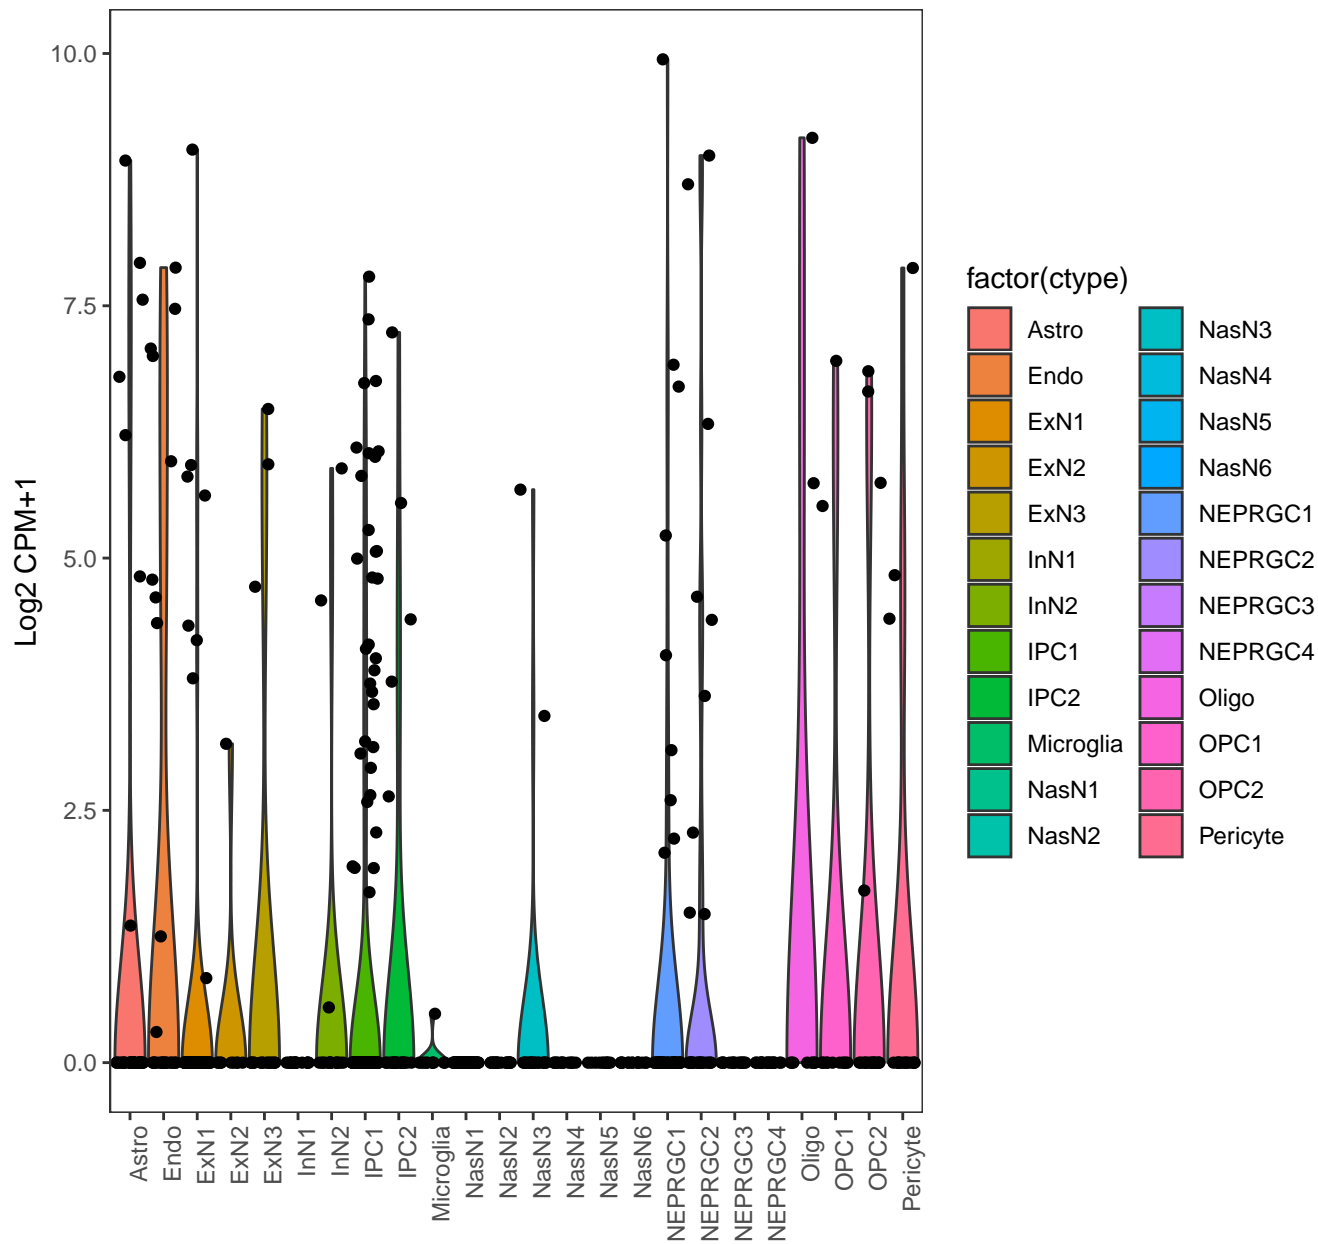 10.0
7.5
5.0
2.5
0.0
Log2 CPM+1
Astro
Endo
ExN1
ExN2
ExN3
InN1
InN2
IPC1
IPC2
Microglia
NasN1
NasN2
NasN3
NasN4
NasN5
NasN6
NEPRGC1
NEPRGC2
NEPRGC3
NEPRGC4
Oligo
OPC1
OPC2
Pericyte
factor(ctype)
Astro
Endo
ExN1
ExN2
ExN3
InN1
InN2
IPC1
IPC2
Microglia
NasN1
NasN2
NasN3
NasN4
NasN5
NasN6
NEPRGC1
NEPRGC2
NEPRGC3
NEPRGC4
Oligo
OPC1
OPC2
Pericyte